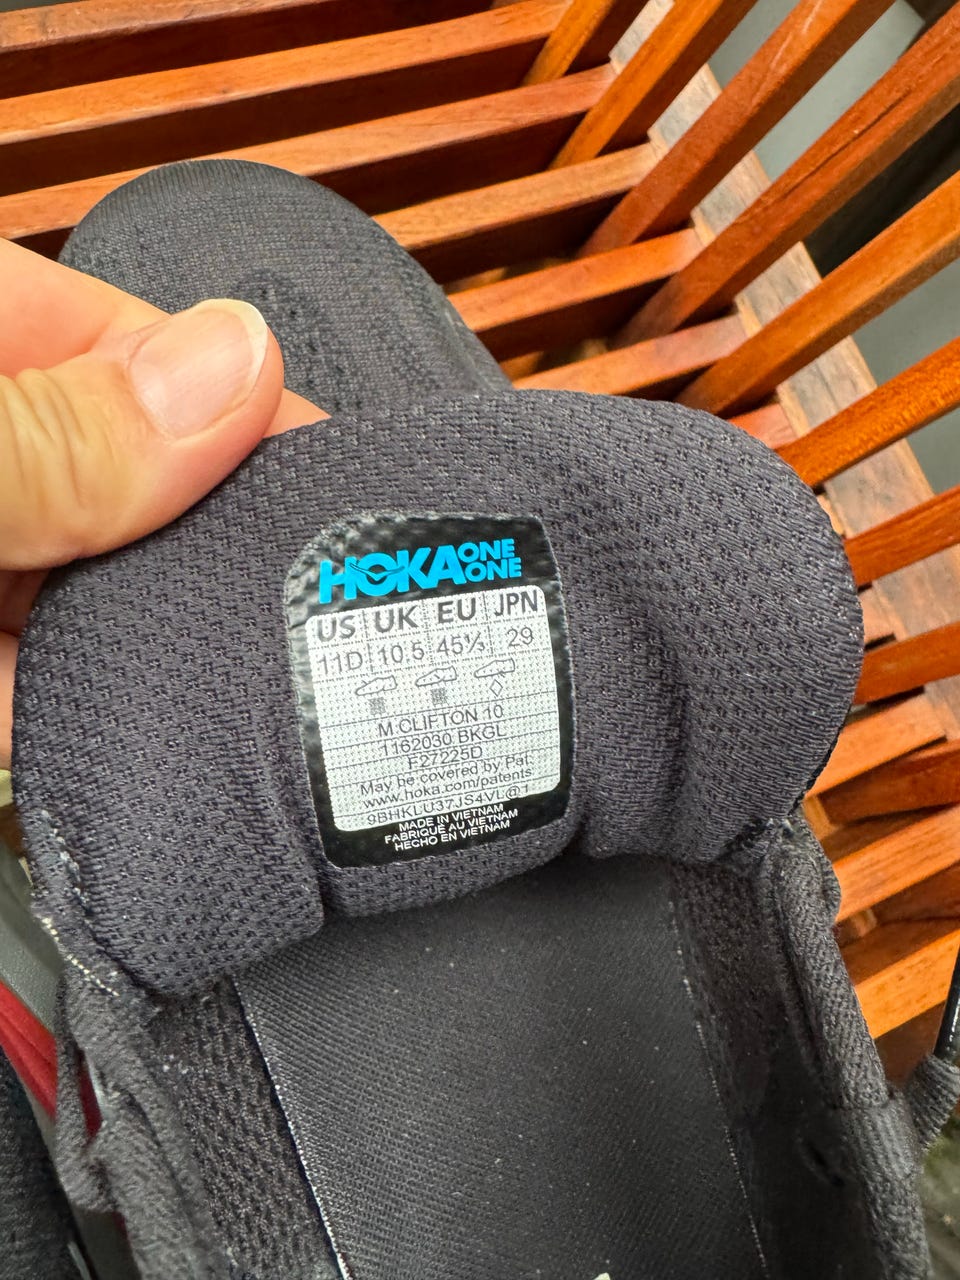 HOKA ONE ONE
US UK EU JPN
11D 10.5 45⅓ 29
M CLIFTON 10
1162030 BKGL
F27225D
May be covered by Pat.
www.hoka.com/patents
9BHKLU37JS4VL@1
MADE IN VIETNAM
FABRIQUÉ AU VIETNAM
HECHO EN VIETNAM